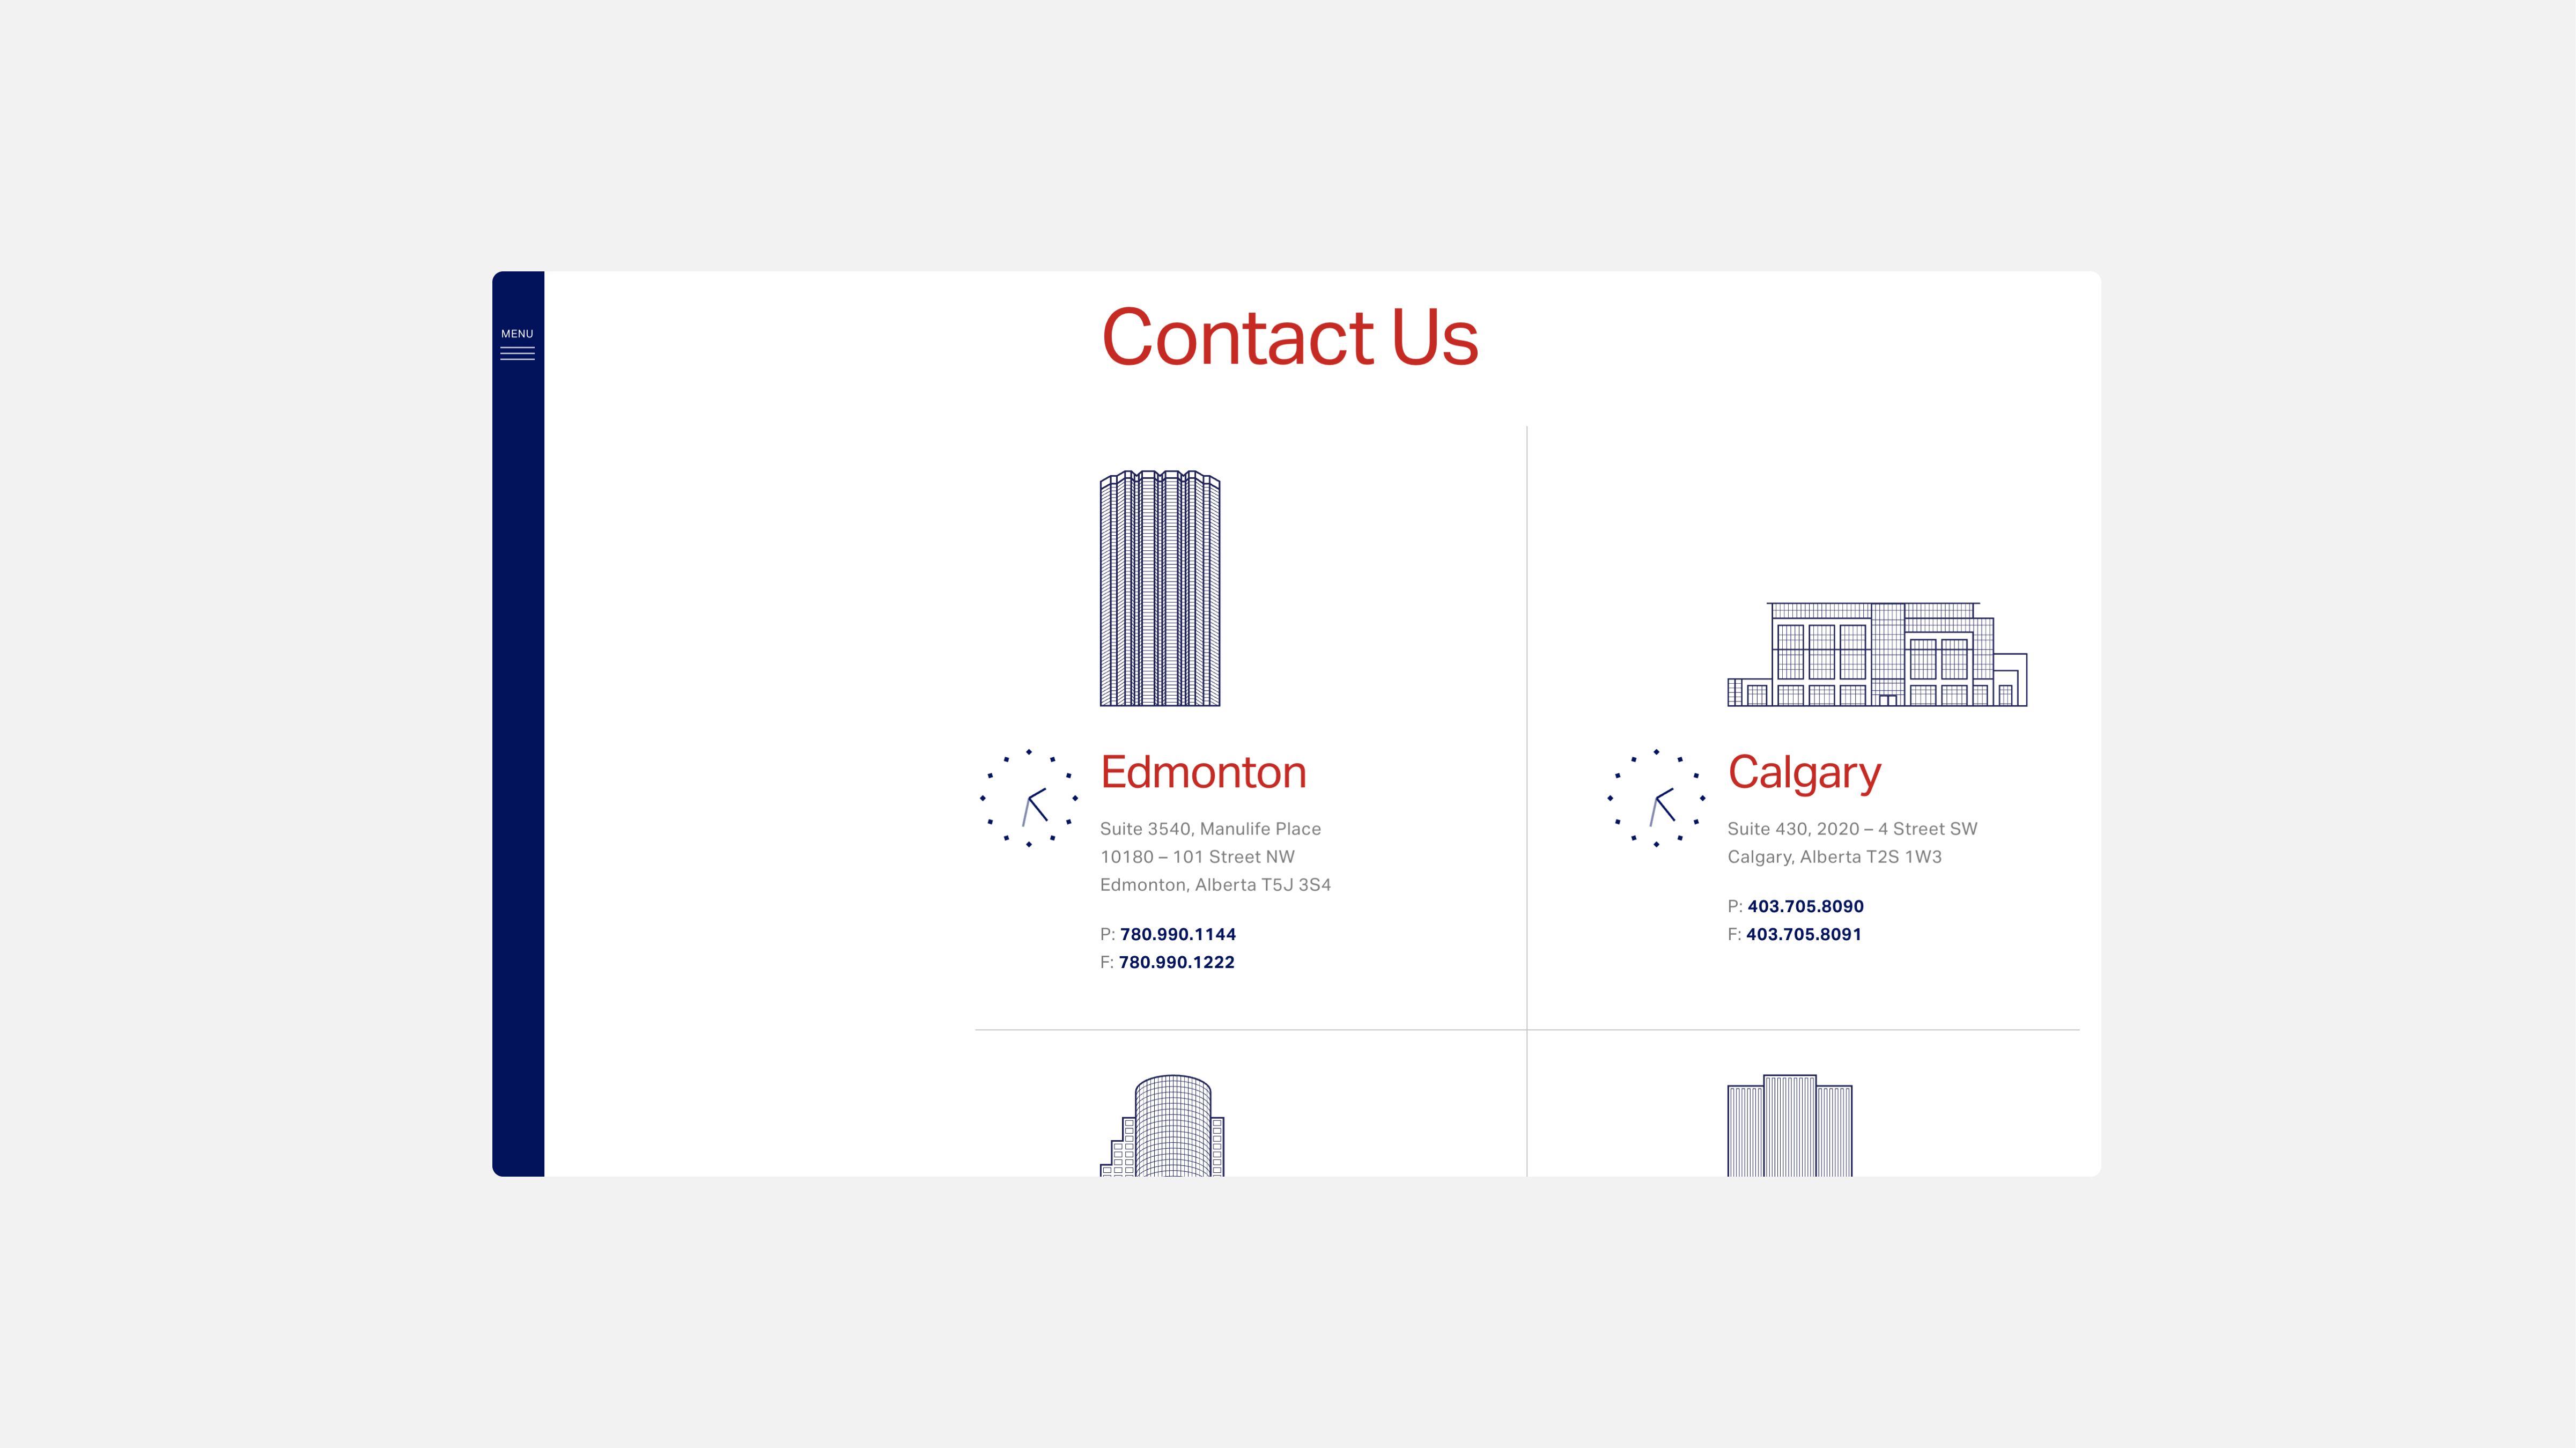 MENU
Contact Us
Edmonton
Suite 3540, Manulife Place
10180 – 101 Street NW
Edmonton, Alberta T5J 3S4
P: 780.990.1144
F: 780.990.1222
Calgary
Suite 430, 2020 – 4 Street SW
Calgary, Alberta T2S 1W3
P: 403.705.8090
F: 403.705.8091